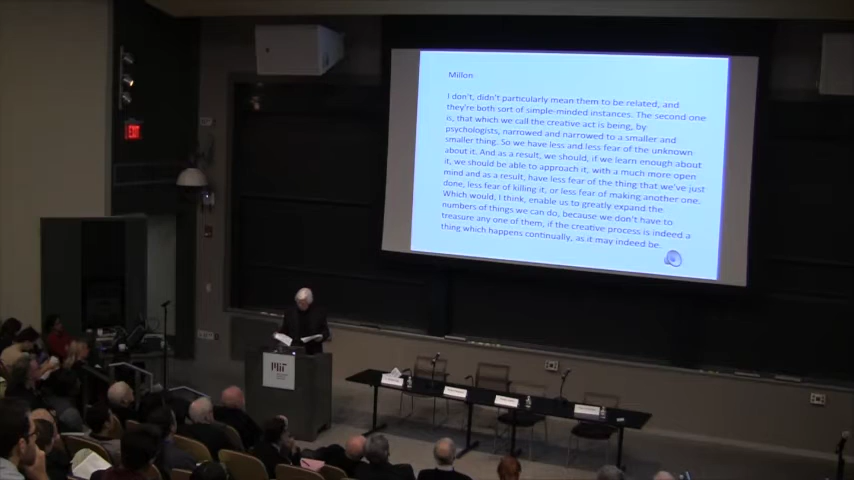 EXIT
Millon
I don't, didn't particularly mean them to be related, and
they're both sort of simple-minded instances. The second one
is, that which we call the creative act is being, by
psychologists, narrowed and narrowed to a smaller and
smaller thing. So we have less and less fear of the unknown
about it. And as a result, we should, if we learn enough about
it, we should be able to approach it, with a much more open
mind and as a result, have less fear of the thing that we've just
done, less fear of killing it, or less fear of making another one.
Which would, I think, enable us to greatly expand the
numbers of things we can do, because we don't have to
treasure any one of them, if the creative process is indeed a
thing which happens continually, as it may indeed be.
MIT